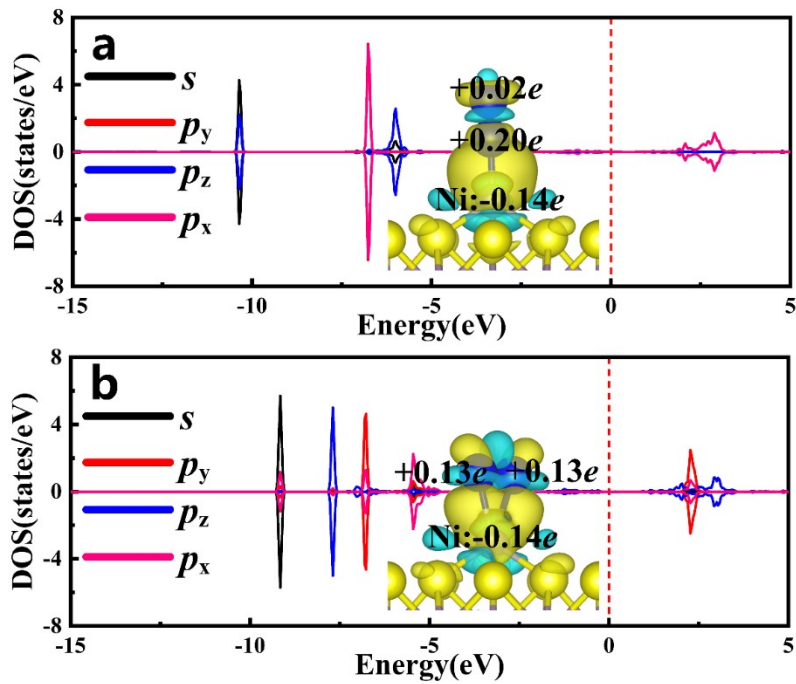 a
8
4
0
-4
-8
DOS(states/eV)
s
py
pz
px
+0.02e
+0.20e
Ni:-0.14e
-15
-10
-5
0
5
Energy(eV)
b
8
4
0
-4
-8
DOS(states/eV)
s
py
pz
px
+0.13e +0.13e
Ni:-0.14e
-15
-10
-5
0
5
Energy(eV)